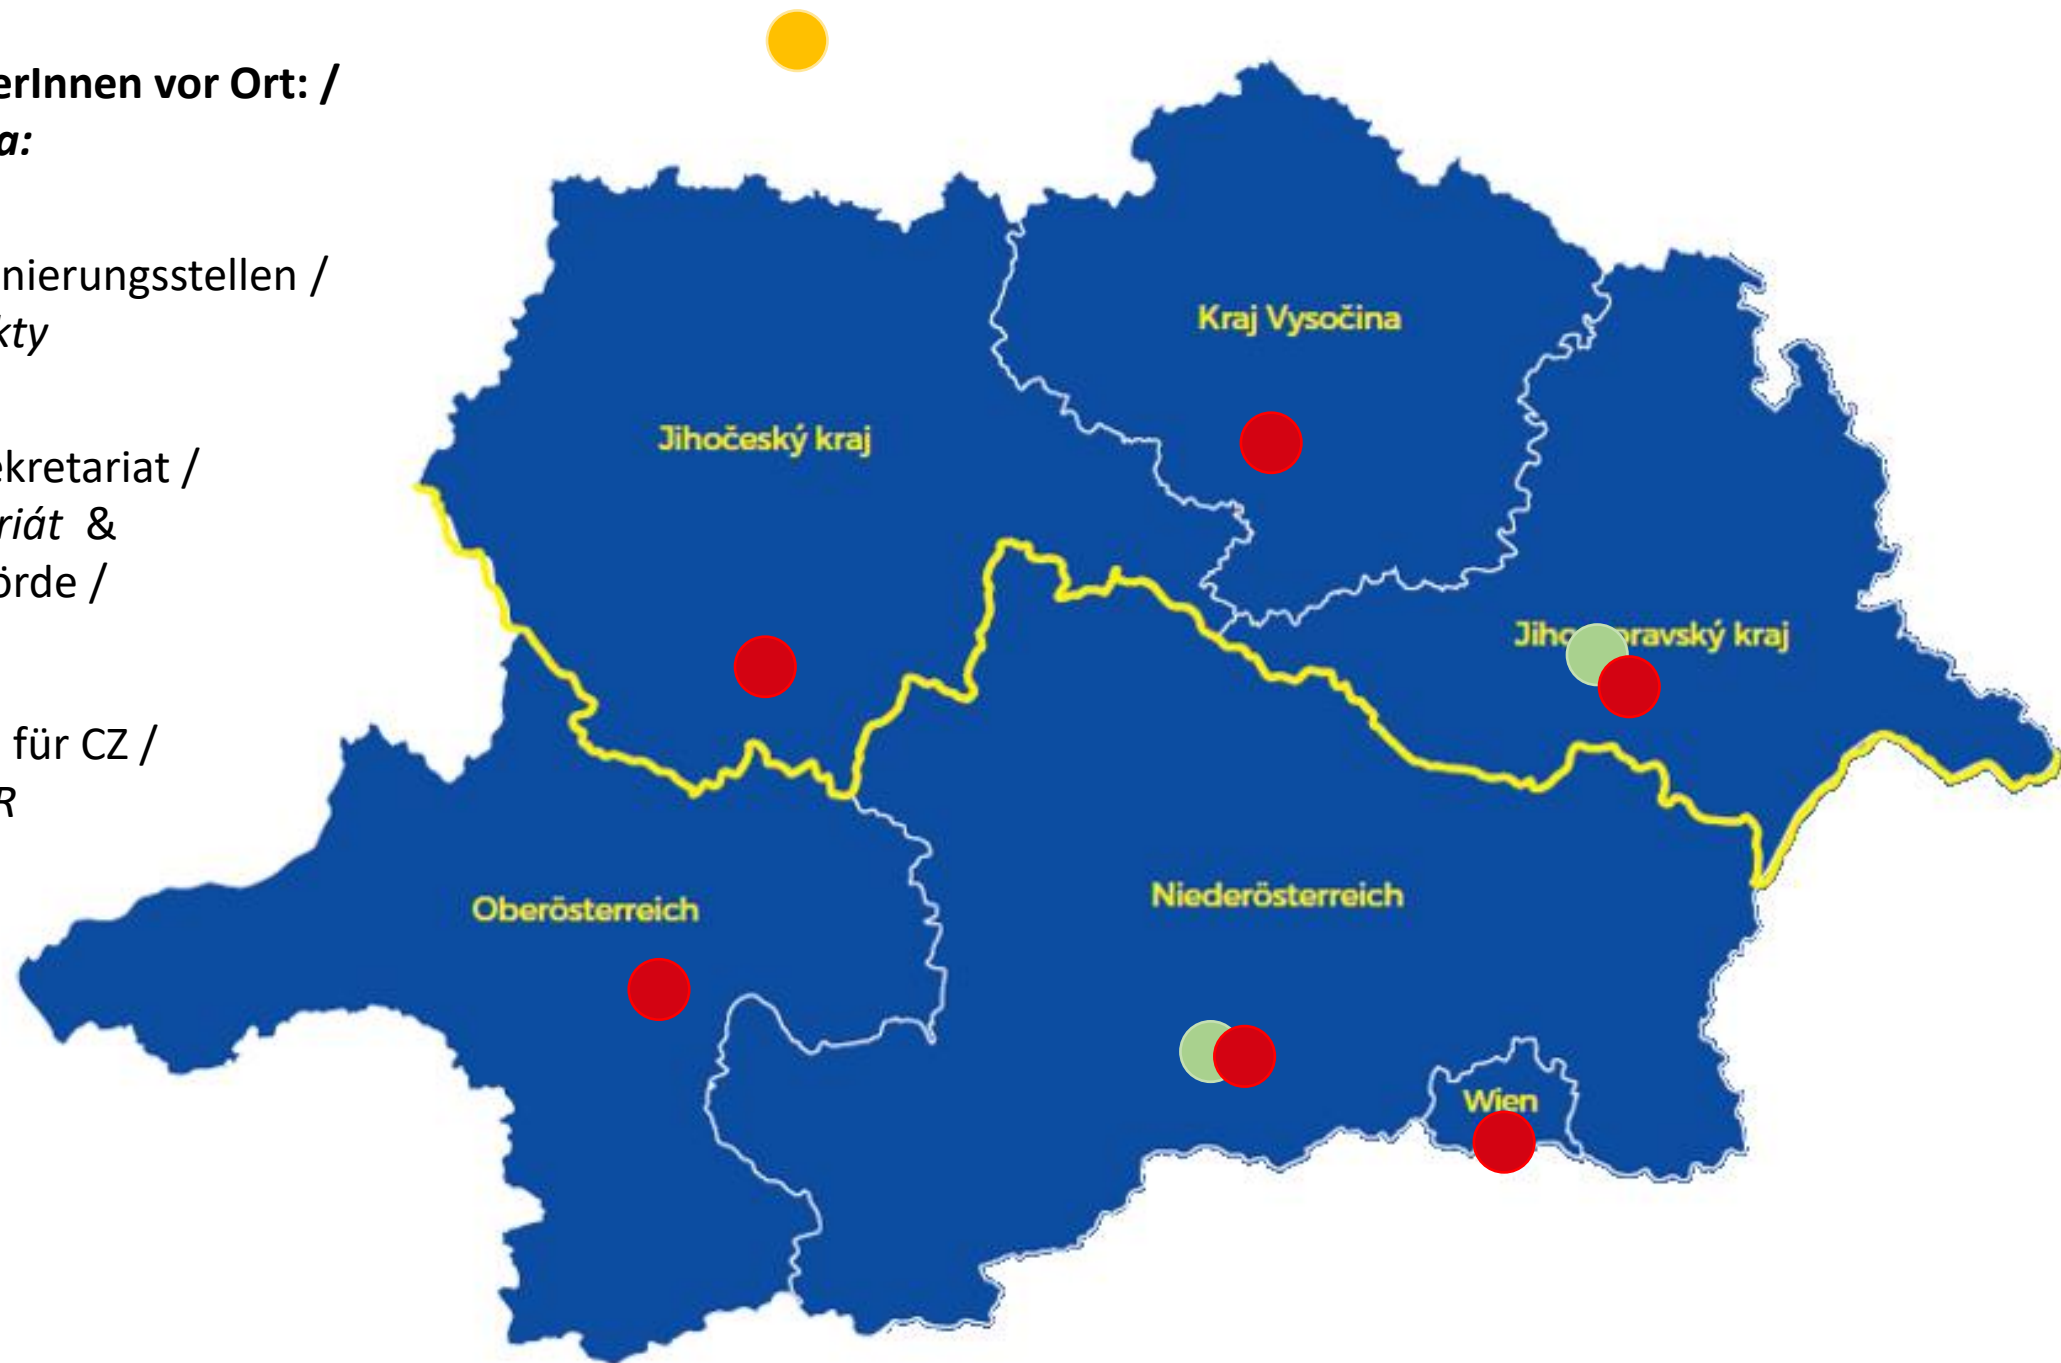 erInnen vor Ort: /
a:
nierungsstellen /
kty
ekretariat /
riát &
örde /
für CZ /
R
Kraj Vysočina
Jihočeský kraj
Jiho oravský kraj
Oberösterreich
Niederösterreich
Wien